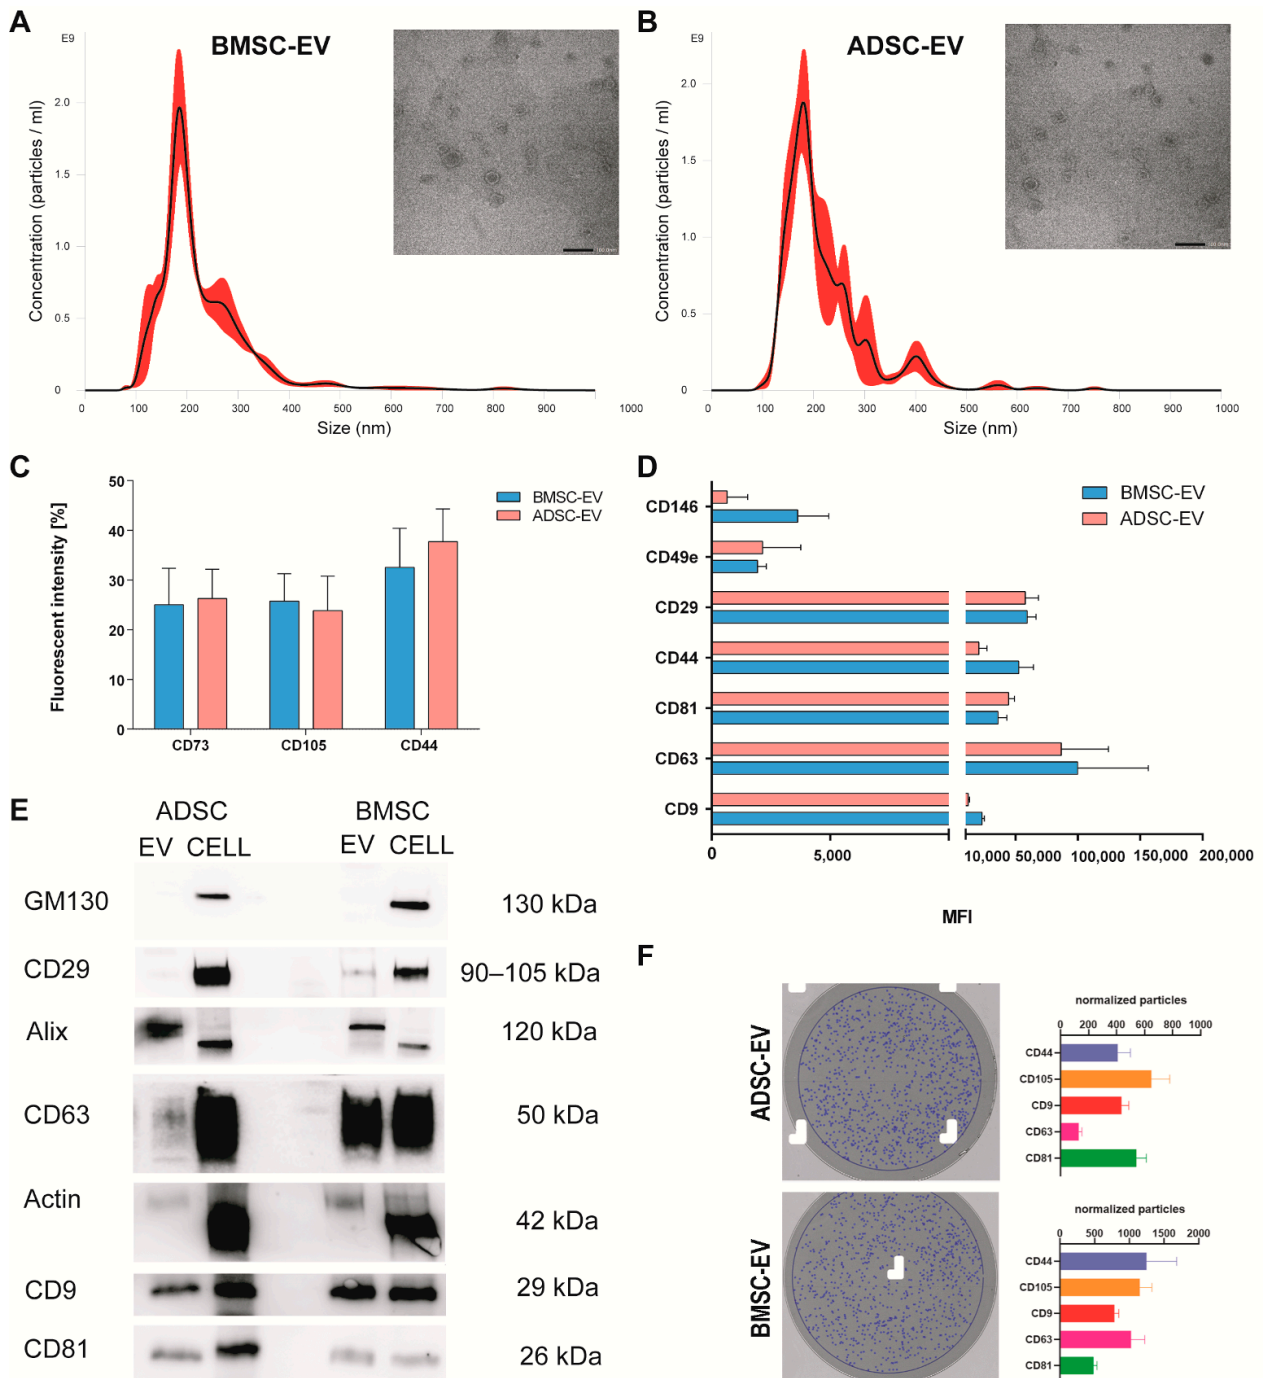 A
BMSC-EV
E9
2.0
1.5
1.0
0.5
0
0 100 200 300 400 500 600 700 800 900 1000
Concentration (particles / ml)
Size (nm)
B
ADSC-EV
E9
2.0
1.5
1.0
0.5
0
0 100 200 300 400 500 600 700 800 900 1000
Concentration (particles / ml)
Size (nm)
C
50
40
30
20
10
0
Fluorescent intensity [%]
CD73 CD105 CD44
BMSC-EV
ADSC-EV
D
BMSC-EV
ADSC-EV
CD146
CD49e
CD29
CD44
CD81
CD63
CD9
0 5,000 10,000 50,000 100,000 150,000 200,000
MFI
E
ADSC BMSC
EV CELL EV CELL
GM130 130 kDa
CD29 90–105 kDa
Alix 120 kDa
CD63 50 kDa
Actin 42 kDa
CD9 29 kDa
CD81 26 kDa
F
ADSC-EV
normalized particles
0 200 400 600 800 1000
CD44
CD105
CD9
CD63
CD81
BMSC-EV
normalized particles
0 500 1000 1500 2000
CD44
CD105
CD9
CD63
CD81